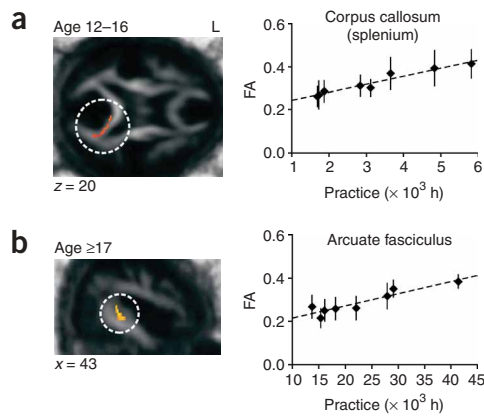 a
Age 12–16
L
z = 20
Corpus callosum
(splenium)
FA
0.6
0.4
0.2
0.0
1 2 3 4 5 6
Practice (× 10³ h)
b
Age ≥17
x = 43
Arcuate fasciculus
FA
0.6
0.4
0.2
0.0
10 15 20 25 30 35 40 45
Practice (× 10³ h)